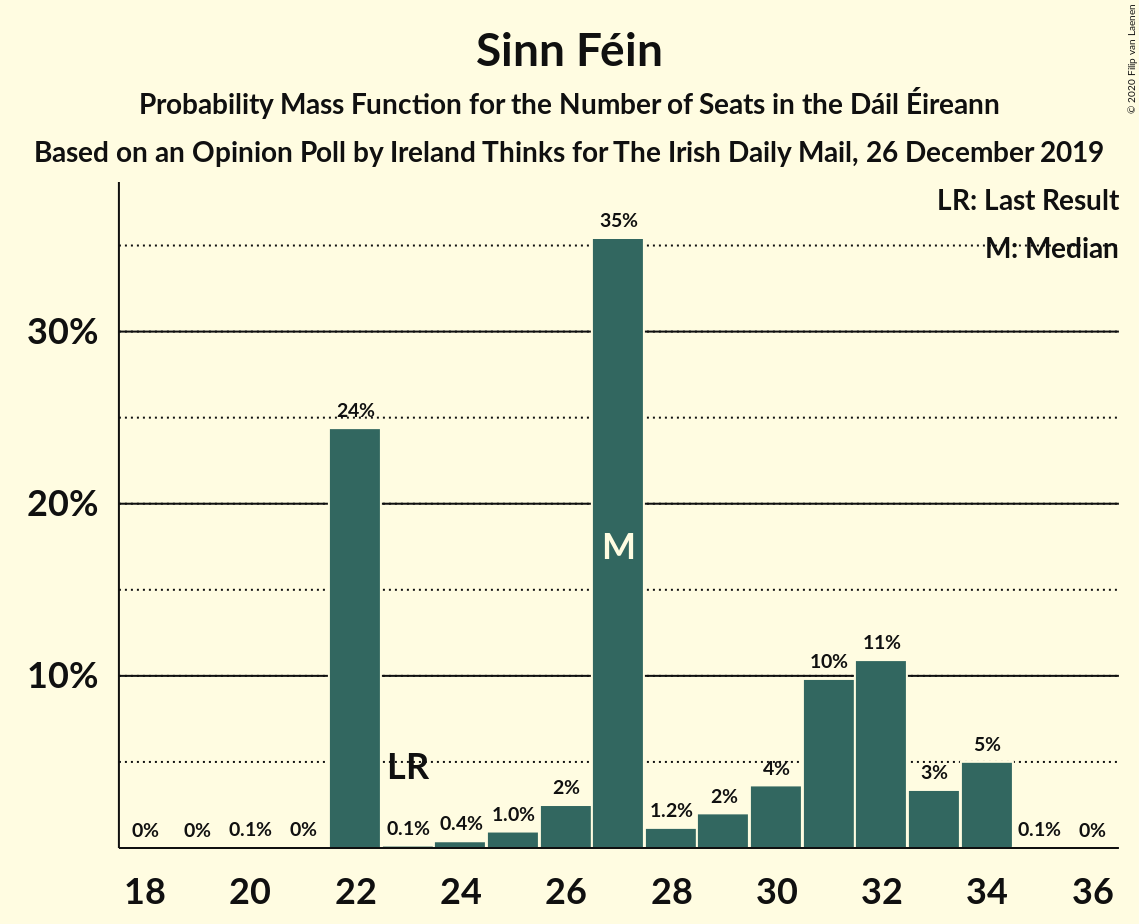 Sinn Féin
Probability Mass Function for the Number of Seats in the Dáil Éireann
Based on an Opinion Poll by Ireland Thinks for The Irish Daily Mail, 26 December 2019
© 2020 Filip van Laenen
LR: Last Result
M: Median
30%
20%
10%
0%
0%
0.1%
0%
24%
0.1%
0.4%
1.0%
2%
35%
1.2%
2%
4%
10%
11%
3%
5%
0.1%
0%
LR
M
18 20 22 24 26 28 30 32 34 36